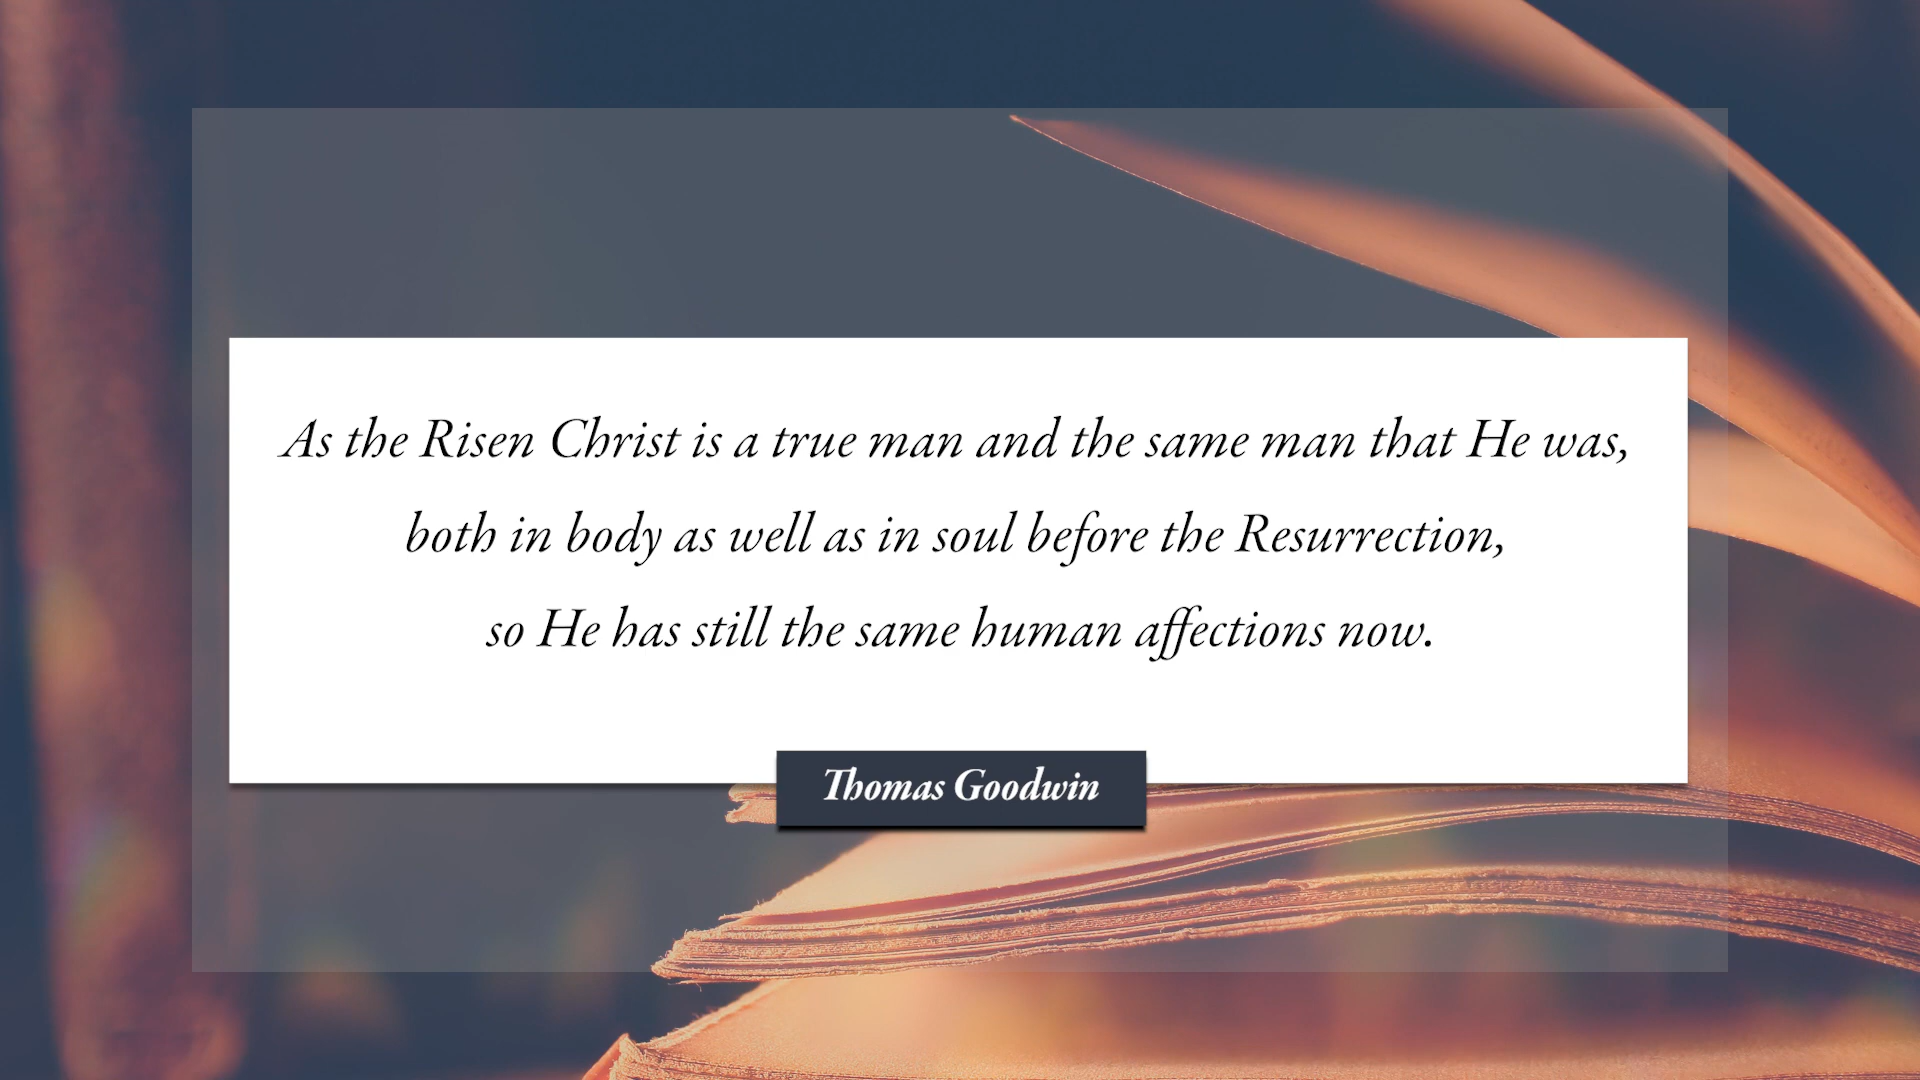 As the Risen Christ is a true man and the same man that He was,
both in body as well as in soul before the Resurrection,
so He has still the same human affections now.
Thomas Goodwin